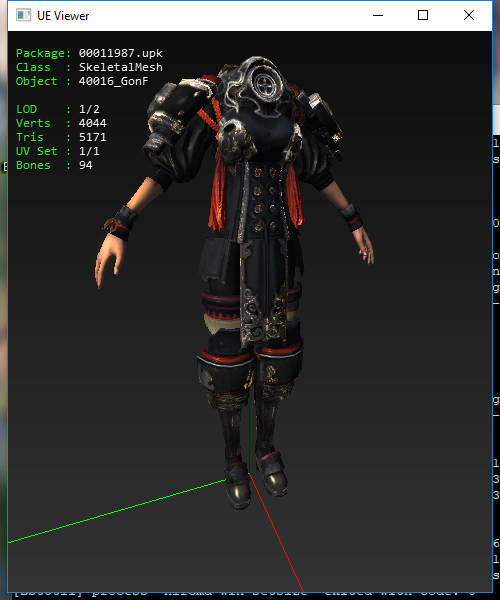 UE Viewer
Package: 00011987.upk
Class : SkeletalMesh
Object : 40016_GonF
LOD : 1/2
Verts : 4044
Tris : 5171
UV Set : 1/1
Bones : 94